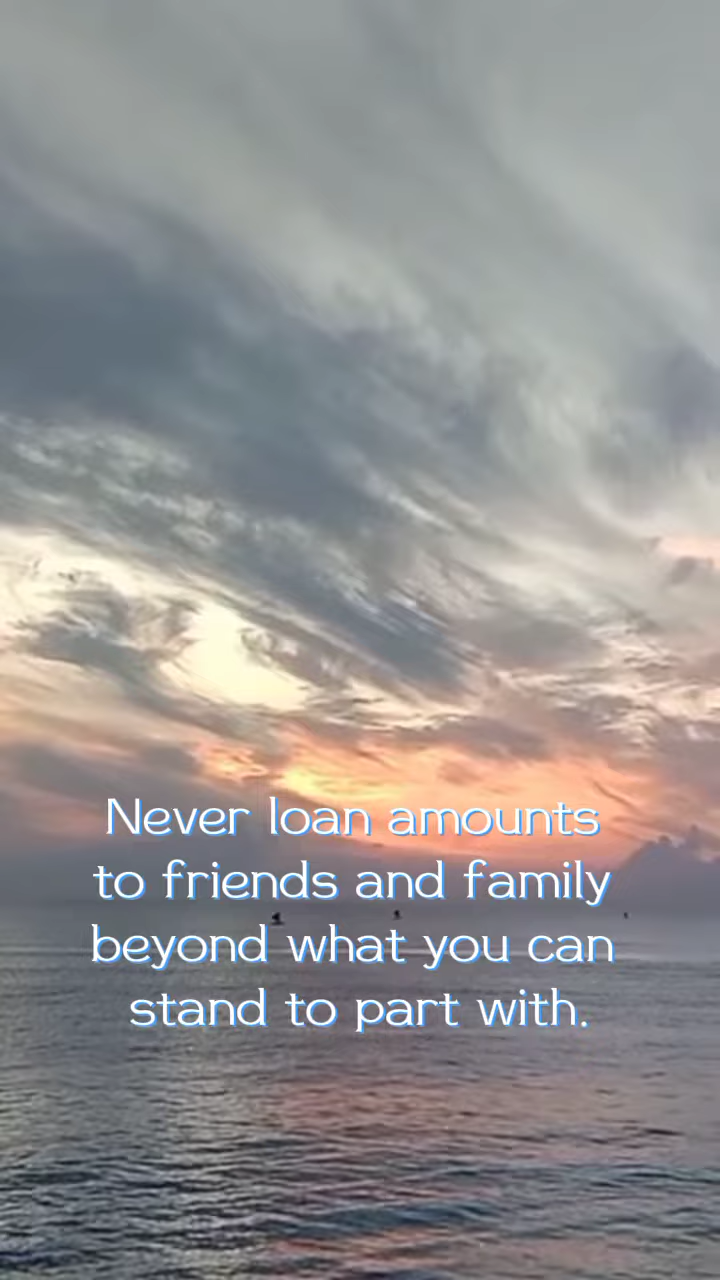 Never loan amounts
to friends and family
beyond what you can
stand to part with.